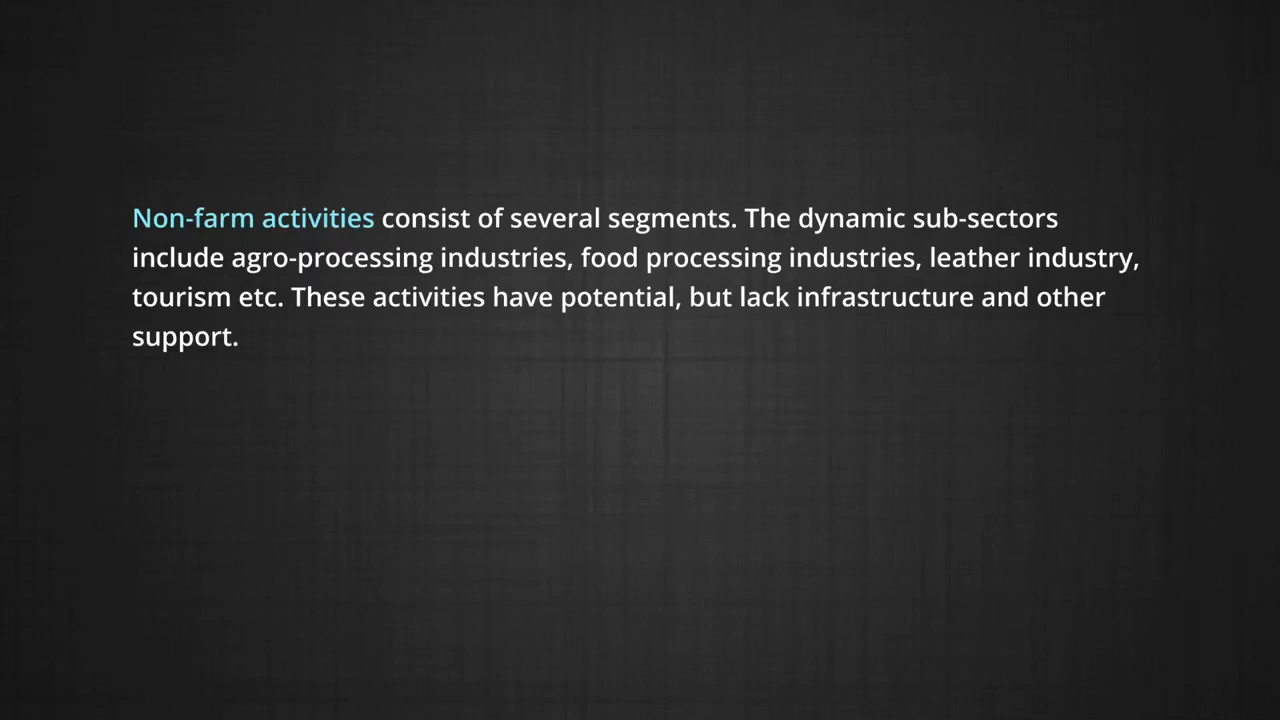 Non-farm activities consist of several segments. The dynamic sub-sectors
include agro-processing industries, food processing industries, leather industry,
tourism etc. These activities have potential, but lack infrastructure and other
support.